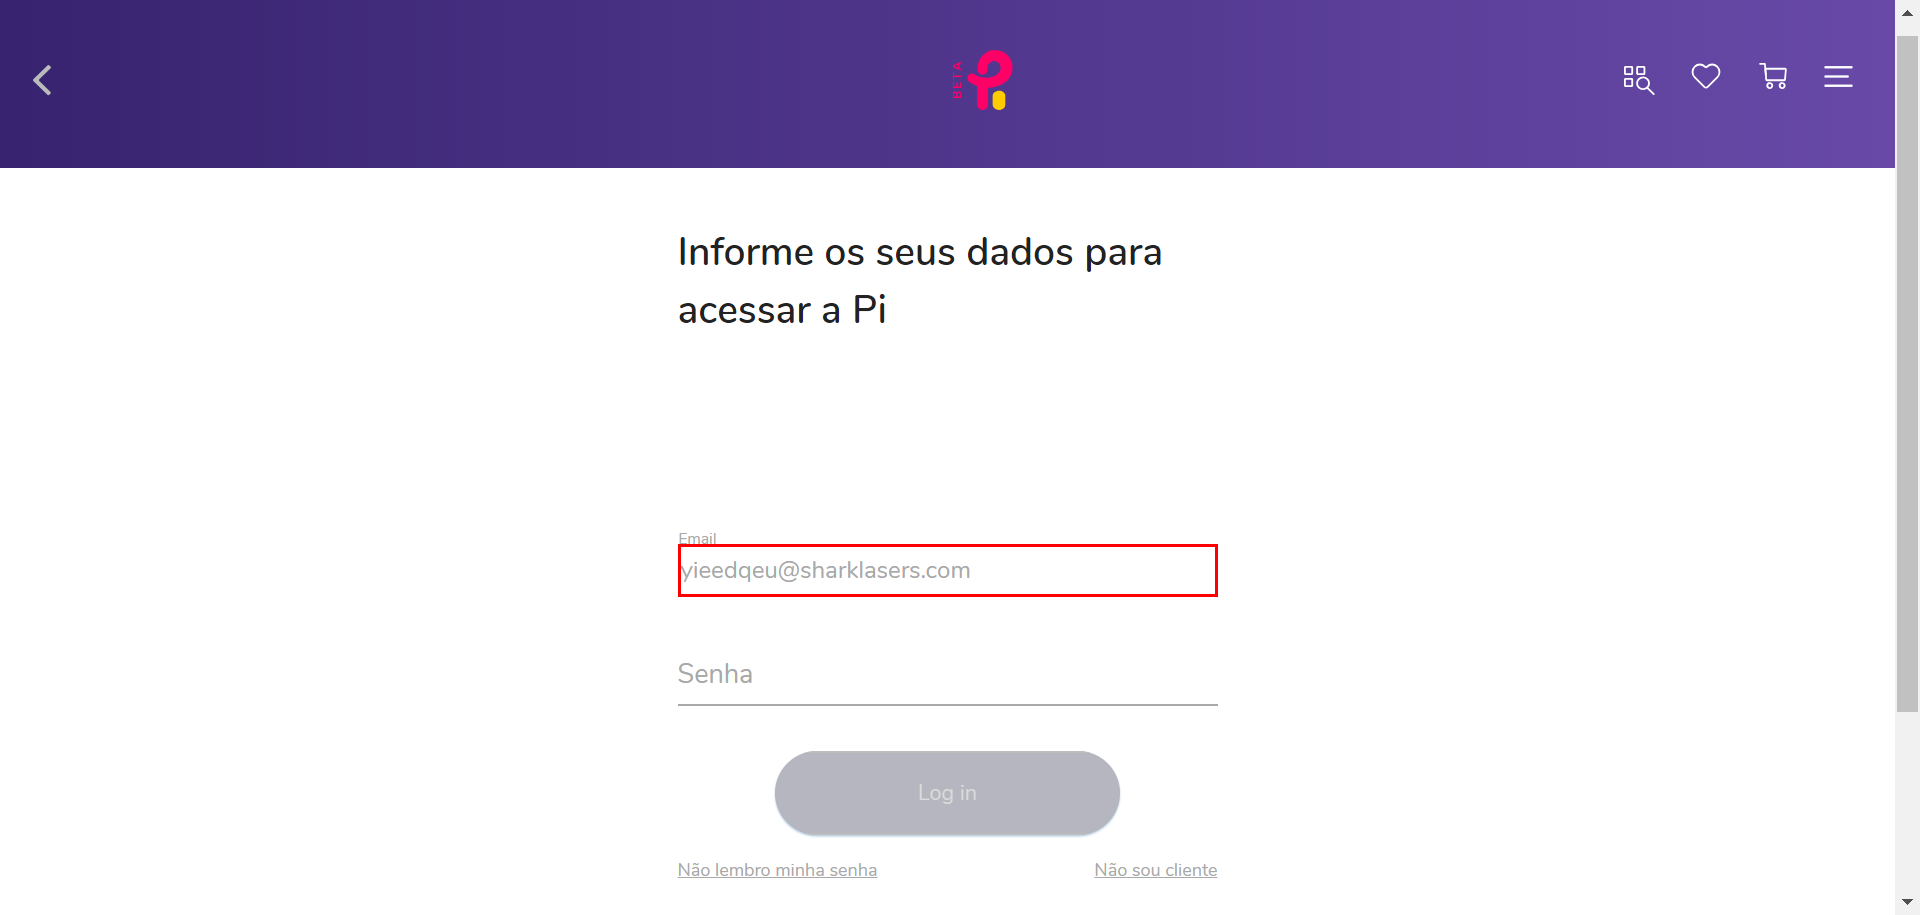 BETA
Informe os seus dados para
acessar a Pi
Email
yieedqeu@sharklasers.com
Senha
Log in
Não lembro minha senha
Não sou cliente